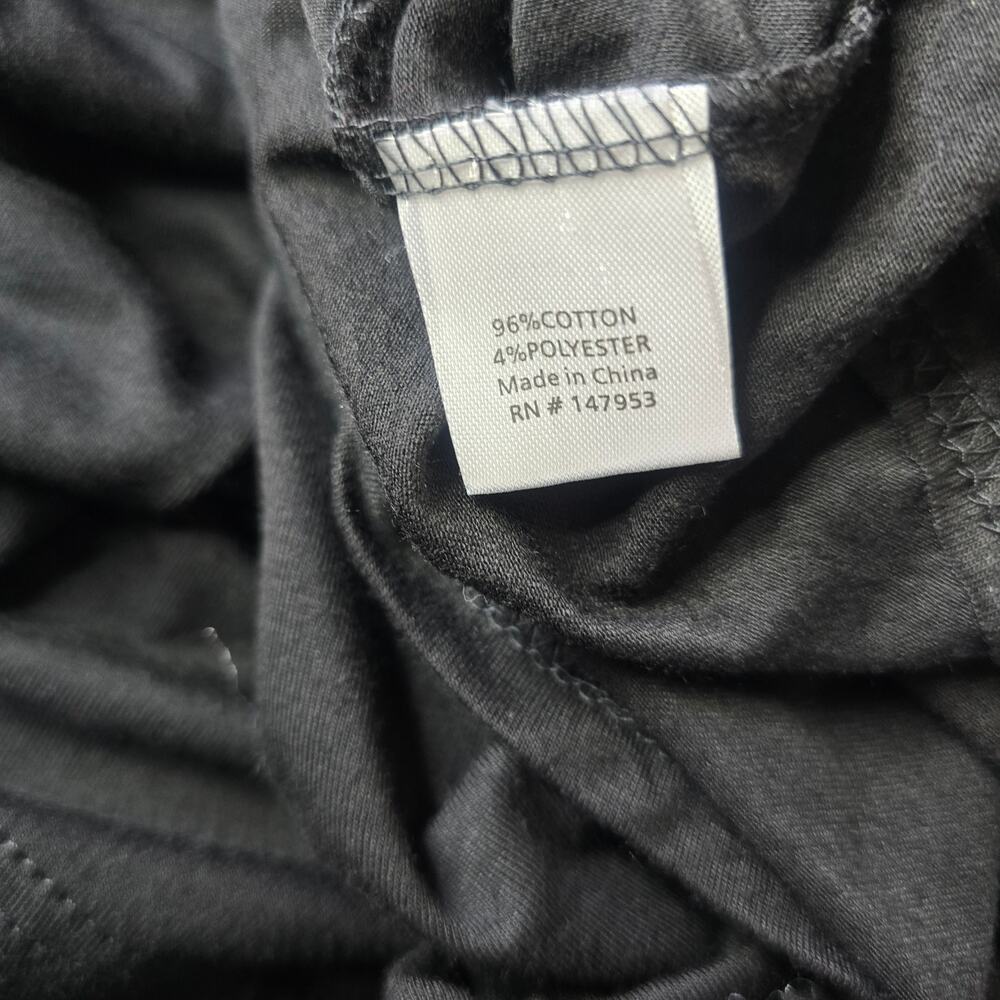 96%COTTON
4%POLYESTER
Made in China
RN # 147953